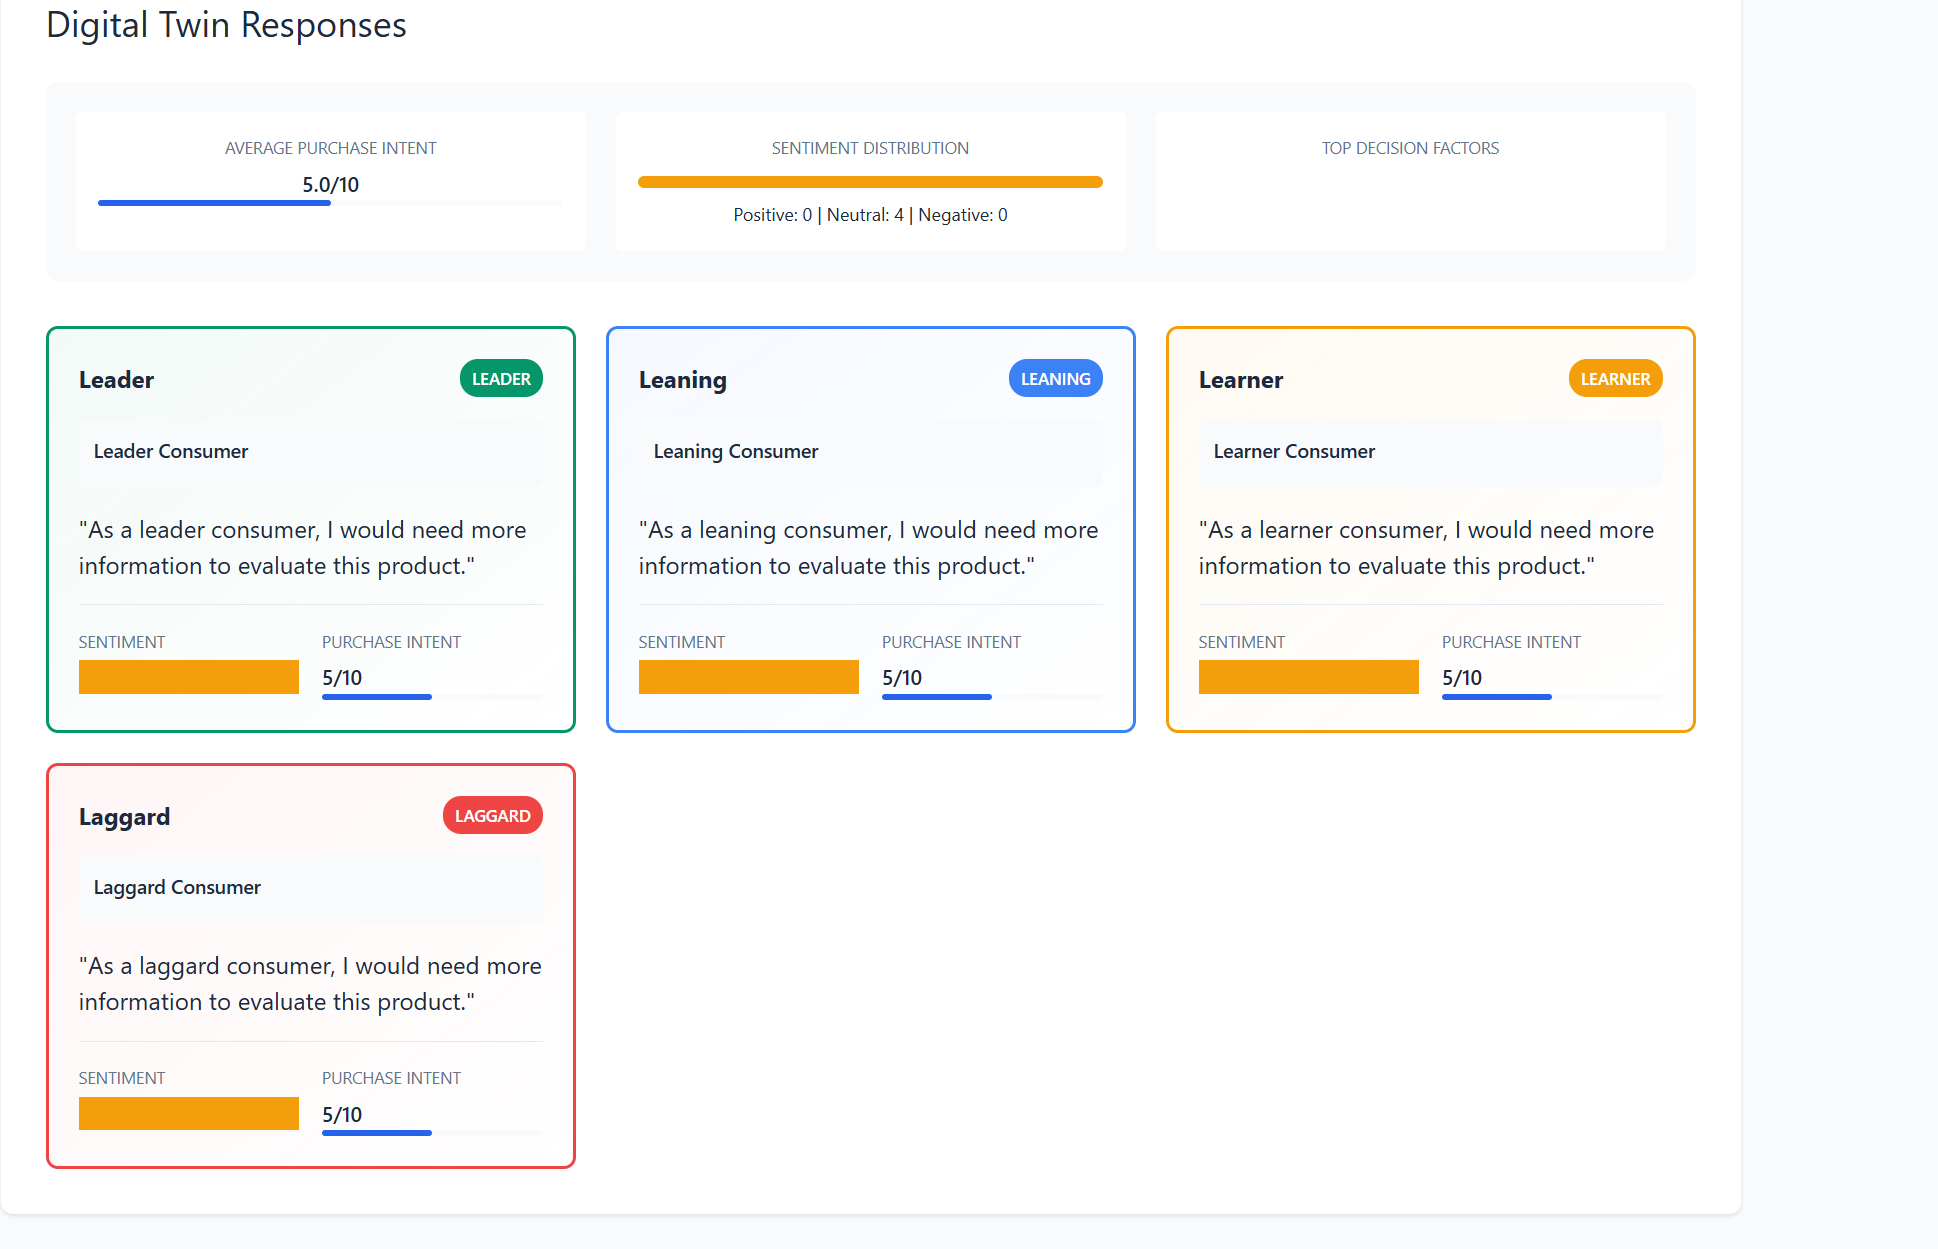 Digital Twin Responses
AVERAGE PURCHASE INTENT
5.0/10
SENTIMENT DISTRIBUTION
Positive: 0 | Neutral: 4 | Negative: 0
TOP DECISION FACTORS
Leader
LEADER
Leader Consumer
"As a leader consumer, I would need more
information to evaluate this product."
SENTIMENT
PURCHASE INTENT
5/10
Leaning
LEANING
Leaning Consumer
"As a leaning consumer, I would need more
information to evaluate this product."
SENTIMENT
PURCHASE INTENT
5/10
Learner
LEARNER
Learner Consumer
"As a learner consumer, I would need more
information to evaluate this product."
SENTIMENT
PURCHASE INTENT
5/10
Laggard
LAGGARD
Laggard Consumer
"As a laggard consumer, I would need more
information to evaluate this product."
SENTIMENT
PURCHASE INTENT
5/10